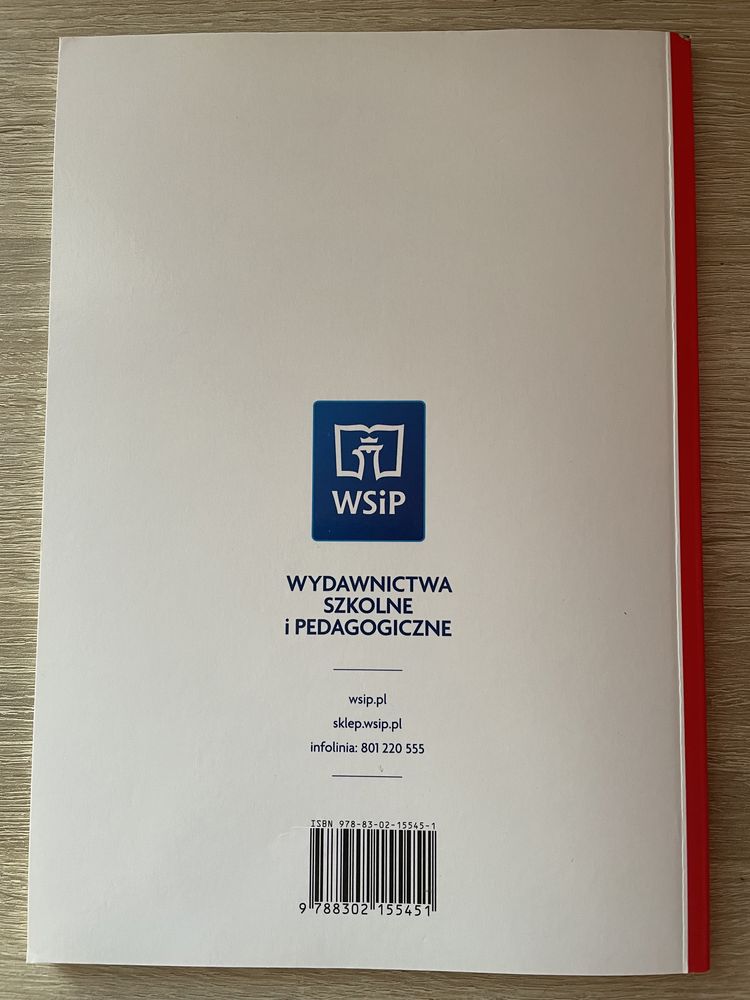 WSiP
WYDAWNICTWA
SZKOLNE
i PEDAGOGICZNE
wsip.pl
sklep.wsip.pl
infolinia: 801 220 555
ISBN 978-83-02-15545-1
9 788302 155451